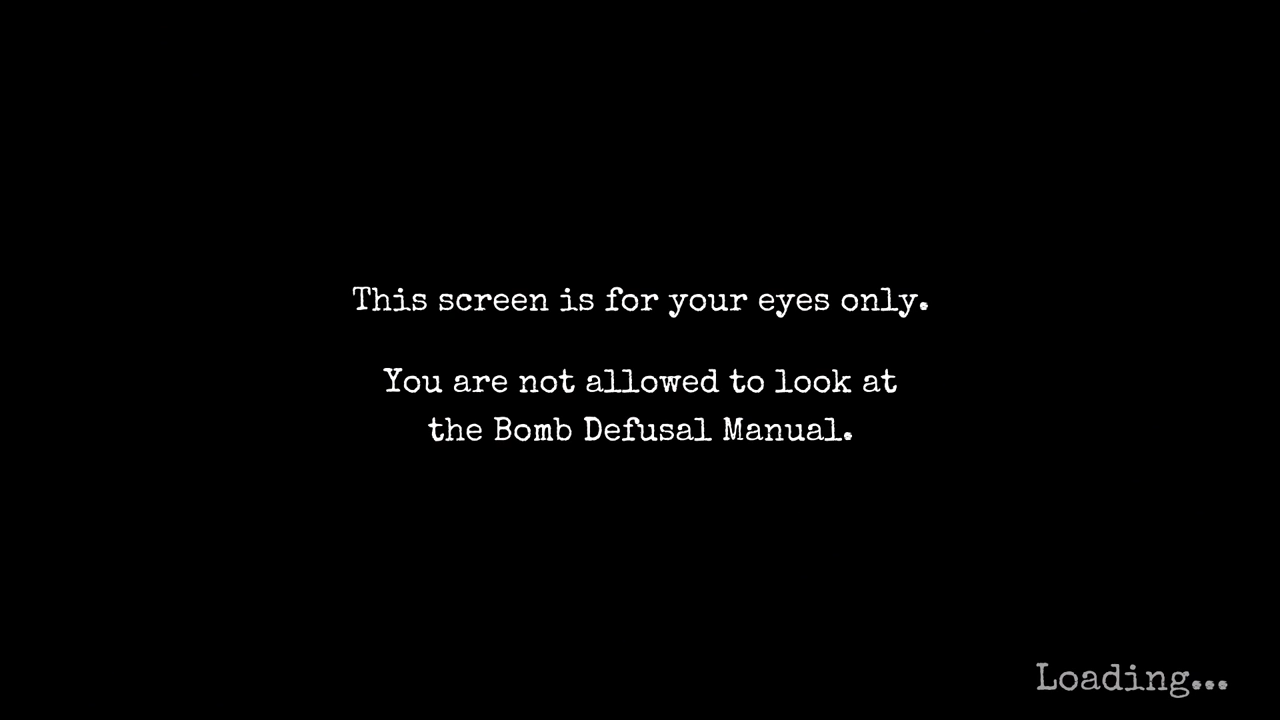 This screen is for your eyes only.
You are not allowed to look at
the Bomb Defusal Manual.
Loading...